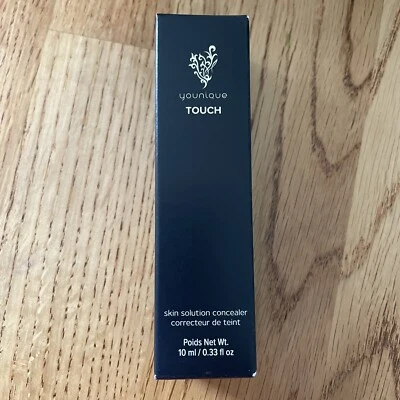 younique
TOUCH
skin solution concealer
correcteur de teint
Poids Net Wt.
10 ml / 0.33 fl oz